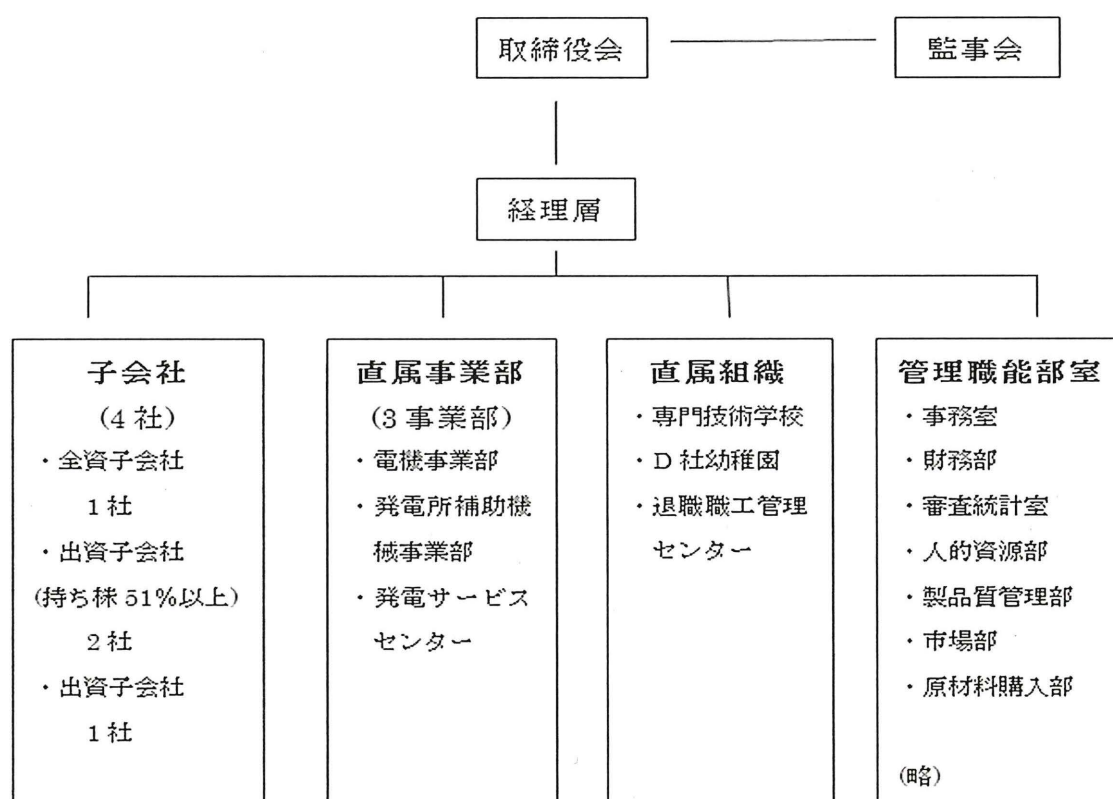 取締役会
監事会
経理層
子会社
(4社)
・全資子会社
1社
・出資子会社
(持ち株51%以上)
2社
・出資子会社
1社
直属事業部
(3事業部)
・電機事業部
・発電所補助機
械事業部
・発電サービス
センター
直属組織
・専門技術学校
・D社幼稚園
・退職職工管理
センター
管理職能部室
・事務室
・財務部
・審査統計室
・人的資源部
・製品質管理部
・市場部
・原材料購入部
(略)